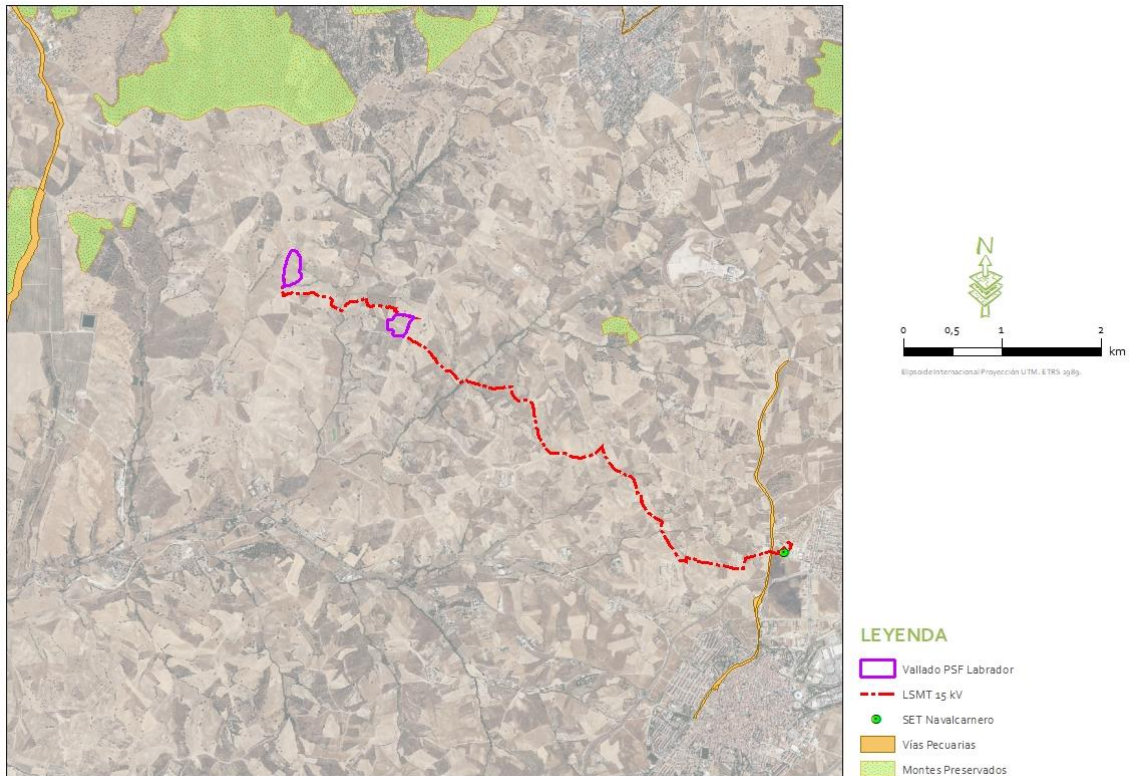 N
0 0,5 1 2
km
Elipsoide Internacional Proyección UTM. ETRS 1989.
LEYENDA
Vallado PSF Labrador
LSMT 15 kV
SET Navalcarnero
Vías Pecuarias
Montes Preservados